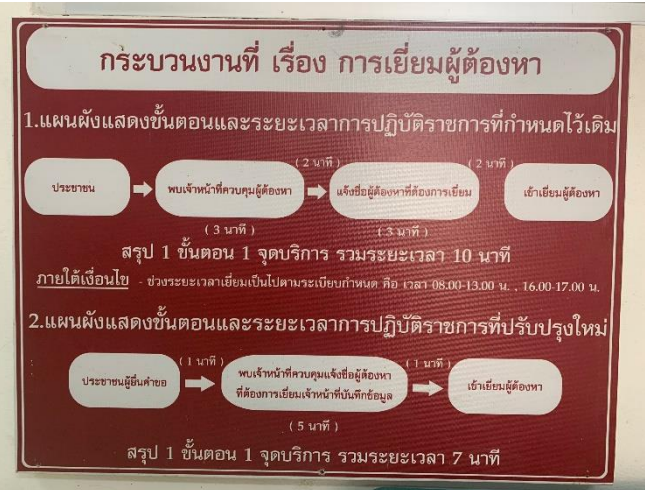 กระบวนงานที่ เรื่อง การเยี่ยมผู้ต้องหา
1.แผนผังแสดงขั้นตอนและระยะเวลาการปฏิบัติราชการที่กำหนดไว้เดิม
( 2 นาที ) ( 2 นาที )
ประชาชน พบเจ้าหน้าที่ควบคุมผู้ต้องหา แจ้งชื่อผู้ต้องหาที่ต้องการเยี่ยม เข้าเยี่ยมผู้ต้องหา
( 3 นาที ) ( 3 นาที )
สรุป 1 ขั้นตอน 1 จุดบริการ รวมระยะเวลา 10 นาที
ภายใต้เงื่อนไข - ช่วงระยะเวลาเยี่ยมเป็นไปตามระเบียบกำหนด คือ เวลา 08.00-13.00 น. , 16.00-17.00 น.
2.แผนผังแสดงขั้นตอนและระยะเวลาการปฏิบัติราชการที่ปรับปรุงใหม่
( 1 นาที ) ( 1 นาที )
ประชาชนผู้ยื่นคำขอ
พบเจ้าหน้าที่ควบคุมแจ้งชื่อผู้ต้องหา
ที่ต้องการเยี่ยมเจ้าหน้าที่บันทึกข้อมูล
เข้าเยี่ยมผู้ต้องหา
( 5 นาที )
สรุป 1 ขั้นตอน 1 จุดบริการ รวมระยะเวลา 7 นาที